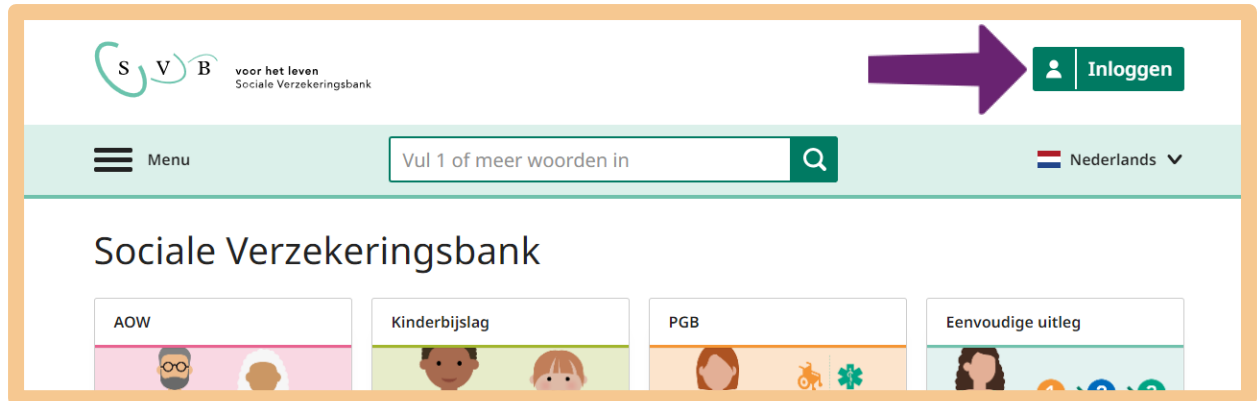 S V B
voor het leven
Sociale Verzekeringsbank
Inloggen
Menu
Vul 1 of meer woorden in
Nederlands
Sociale Verzekeringsbank
AOW
Kinderbijslag
PGB
Eenvoudige uitleg